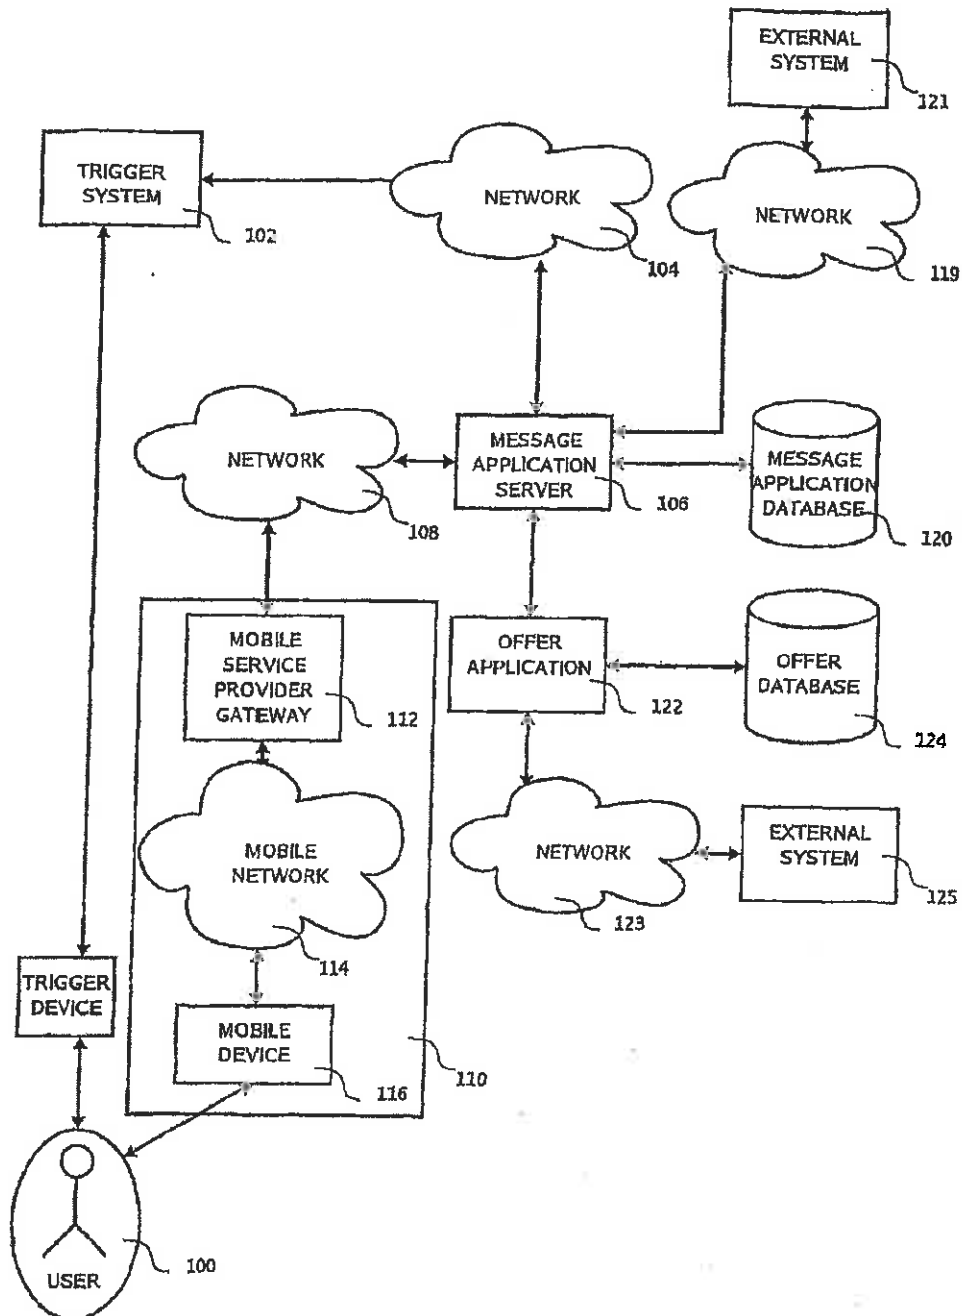 EXTERNAL
SYSTEM
121
TRIGGER
SYSTEM
102
NETWORK
104
NETWORK
119
NETWORK
108
MESSAGE
APPLICATION
SERVER
106
MESSAGE
APPLICATION
DATABASE
120
MOBILE
SERVICE
PROVIDER
GATEWAY
112
OFFER
APPLICATION
122
OFFER
DATABASE
124
MOBILE
NETWORK
114
NETWORK
123
EXTERNAL
SYSTEM
125
TRIGGER
DEVICE
MOBILE
DEVICE
116
110
USER
100